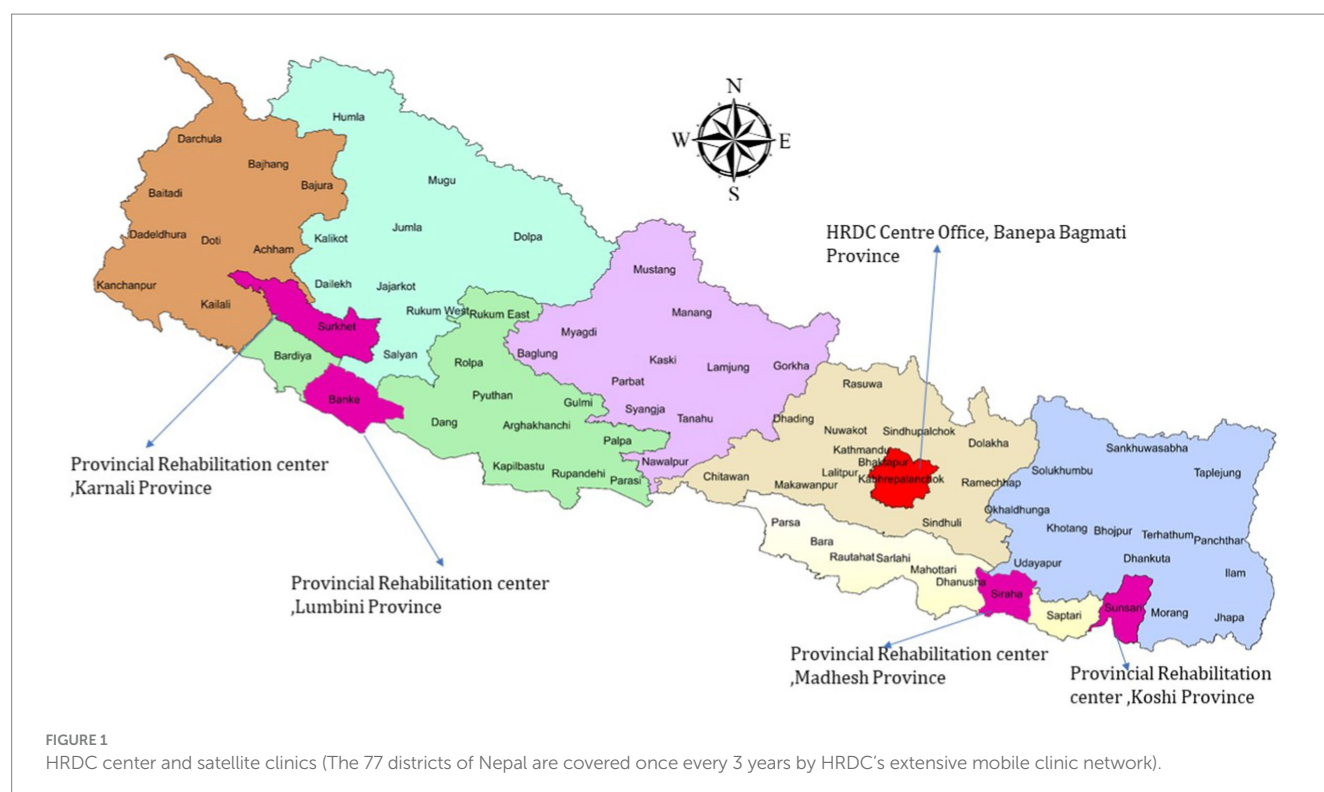 N
W
E
S
Humla
Darchula
Bajhang
Bajura
Mugu
Baitadi
Dadeldhura
Doti
Achham
Kalikot
Jumla
Dolpa
Kanchanpur
Kailali
Dailekh
Jajarkot
Surkhet
Rukum West
Rukum East
Salyan
Bardiya
Banke
Rolpa
Pyuthan
Dang
Arghakhanchi
Gulmi
Palpa
Kapilbastu
Rupandehi
Parasi
Mustang
Manang
Myagdi
Baglung
Kaski
Lamjung
Gorkha
Parbat
Syangja
Tanahu
Nawalpur
HRDC Centre Office, Banepa Bagmati
Province
Rasuwa
Dhading
Nuwakot
Sindhupalchok
Dolakha
Kathmandu
Bhaktapur
Lalitpur
Kabhrepalanchok
Chitawan
Makawanpur
Ramechhap
Sindhuli
Sankhuwasabha
Solukhumbu
Taplejung
Okhaldhunga
Khotang
Bhojpur
Terhathum
Panchthar
Dhankuta
Udayapur
Ilam
Morang
Jhapa
Sunsari
Parsa
Bara
Rautahat
Sarlahi
Mahottari
Dhanusha
Siraha
Saptari
Provincial Rehabilitation center
,Karnali Province
Provincial Rehabilitation center
,Lumbini Province
Provincial Rehabilitation center
,Madhesh Province
Provincial Rehabilitation
center ,Koshi Province
FIGURE 1
HRDC center and satellite clinics (The 77 districts of Nepal are covered once every 3 years by HRDC's extensive mobile clinic network).